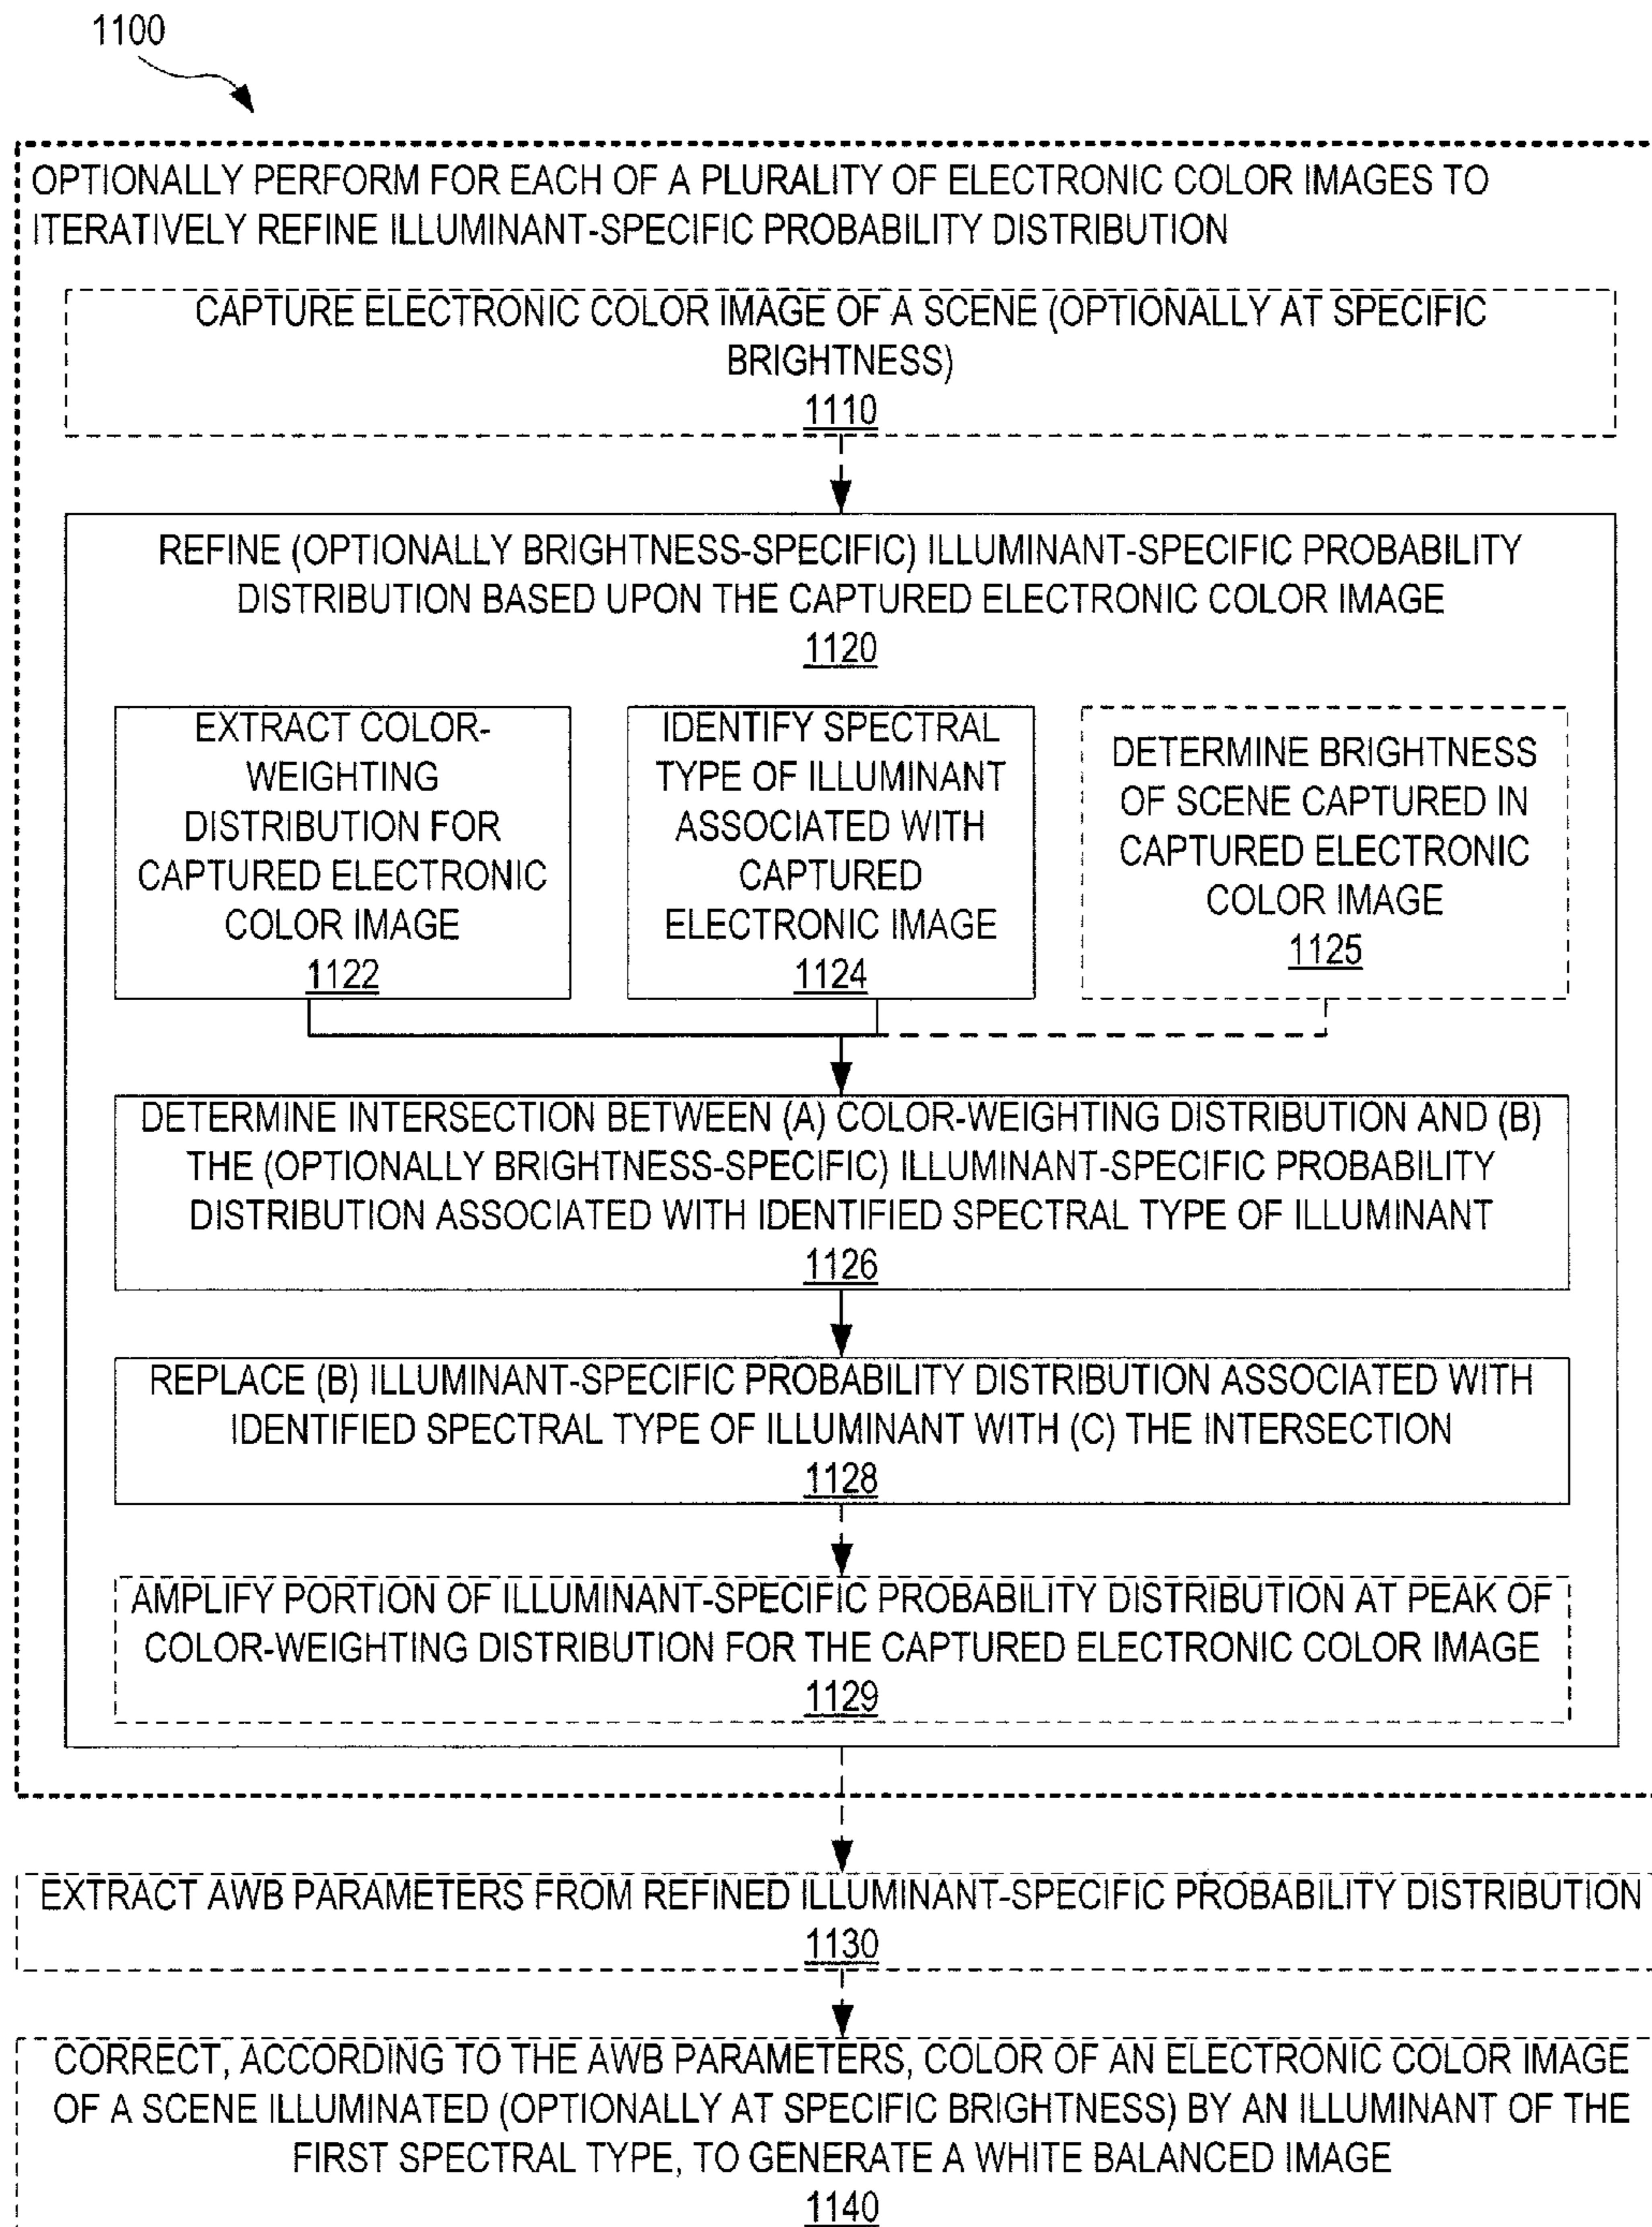 1100
OPTIONALLY PERFORM FOR EACH OF A PLURALITY OF ELECTRONIC COLOR IMAGES TO
ITERATIVELY REFINE ILLUMINANT-SPECIFIC PROBABILITY DISTRIBUTION
CAPTURE ELECTRONIC COLOR IMAGE OF A SCENE (OPTIONALLY AT SPECIFIC
BRIGHTNESS)
1110
REFINE (OPTIONALLY BRIGHTNESS-SPECIFIC) ILLUMINANT-SPECIFIC PROBABILITY
DISTRIBUTION BASED UPON THE CAPTURED ELECTRONIC COLOR IMAGE
1120
EXTRACT COLOR-
WEIGHTING
DISTRIBUTION FOR
CAPTURED ELECTRONIC
COLOR IMAGE
1122
IDENTIFY SPECTRAL
TYPE OF ILLUMINANT
ASSOCIATED WITH
CAPTURED
ELECTRONIC IMAGE
1124
DETERMINE BRIGHTNESS
OF SCENE CAPTURED IN
CAPTURED ELECTRONIC
COLOR IMAGE
1125
DETERMINE INTERSECTION BETWEEN (A) COLOR-WEIGHTING DISTRIBUTION AND (B)
THE (OPTIONALLY BRIGHTNESS-SPECIFIC) ILLUMINANT-SPECIFIC PROBABILITY
DISTRIBUTION ASSOCIATED WITH IDENTIFIED SPECTRAL TYPE OF ILLUMINANT
1126
REPLACE (B) ILLUMINANT-SPECIFIC PROBABILITY DISTRIBUTION ASSOCIATED WITH
IDENTIFIED SPECTRAL TYPE OF ILLUMINANT WITH (C) THE INTERSECTION
1128
AMPLIFY PORTION OF ILLUMINANT-SPECIFIC PROBABILITY DISTRIBUTION AT PEAK OF
COLOR-WEIGHTING DISTRIBUTION FOR THE CAPTURED ELECTRONIC COLOR IMAGE
1129
EXTRACT AWB PARAMETERS FROM REFINED ILLUMINANT-SPECIFIC PROBABILITY DISTRIBUTION
1130
CORRECT, ACCORDING TO THE AWB PARAMETERS, COLOR OF AN ELECTRONIC COLOR IMAGE
OF A SCENE ILLUMINATED (OPTIONALLY AT SPECIFIC BRIGHTNESS) BY AN ILLUMINANT OF THE
FIRST SPECTRAL TYPE, TO GENERATE A WHITE BALANCED IMAGE
1140